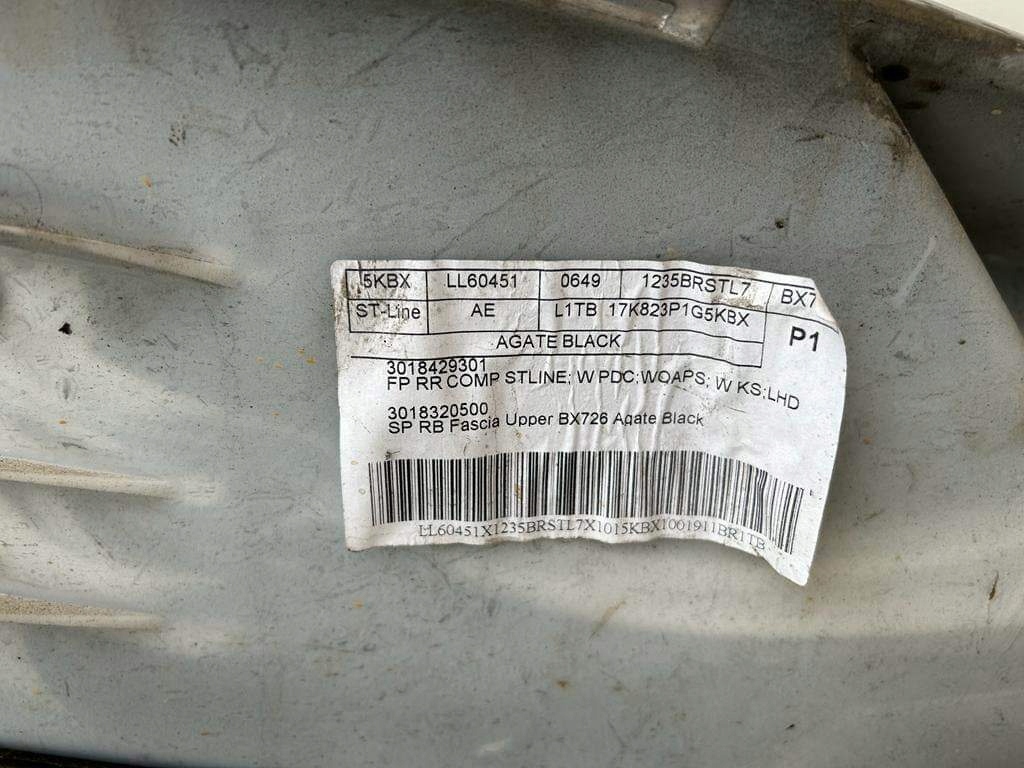 5KBX LL60451 0649 1235BRSTL7 BX7
ST-Line AE L1TB 17K823P1G5KBX P1
AGATE BLACK
3018429301
FP RR COMP STLINE; W PDC;WOAPS; W KS;LHD
3018320500
SP RB Fascia Upper BX726 Agate Black
LL60451X1235BRSTL7X1015KBX1001911BR1TB